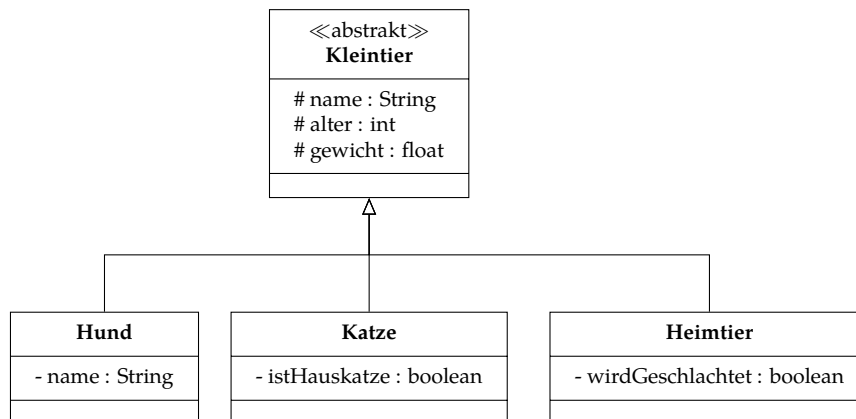 ≪abstrakt≫
Kleintier
# name : String
# alter : int
# gewicht : float
Hund
- name : String
Katze
- istHauskatze : boolean
Heimtier
- wirdGeschlachtet : boolean